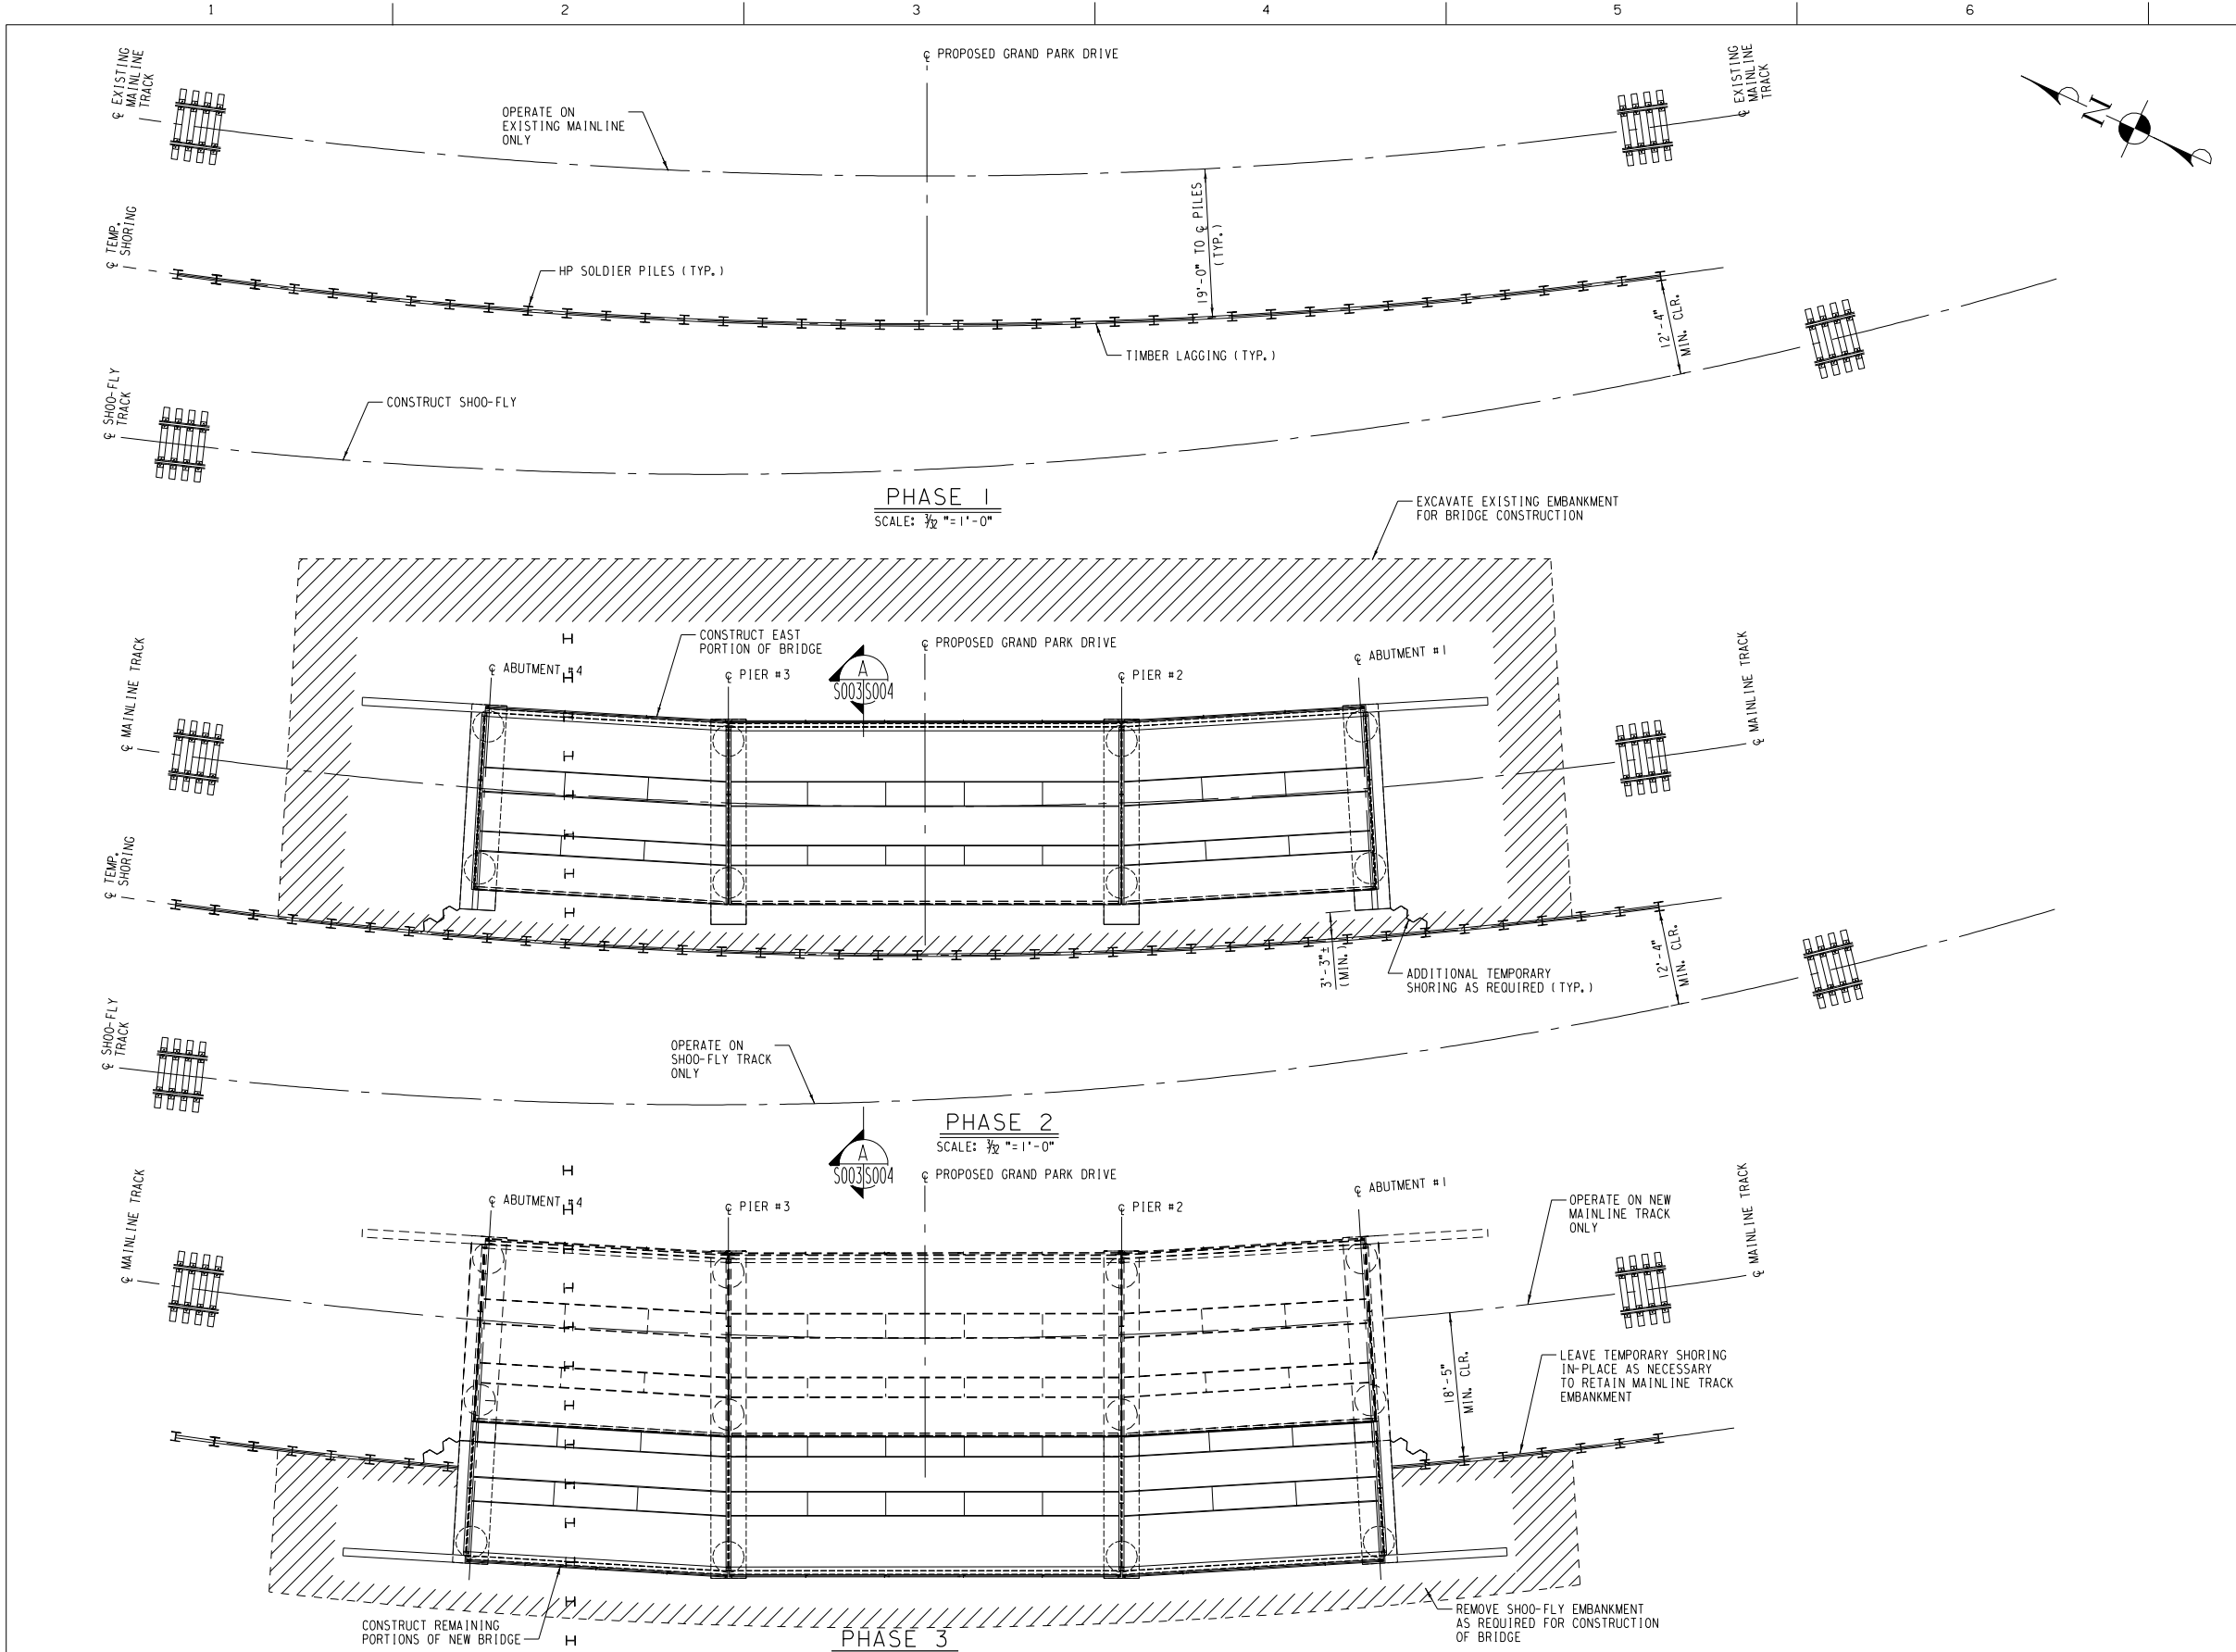 1 2 3 4 5 6
℄ EXISTING
MAINLINE
TRACK
OPERATE ON
EXISTING MAINLINE
ONLY
℄ PROPOSED GRAND PARK DRIVE
℄ EXISTING
MAINLINE
TRACK
N
℄ TEMP.
SHORING
HP SOLDIER PILES (TYP.)
19'-0" TO ℄ PILES
(TYP.)
TIMBER LAGGING (TYP.)
12'-4"
MIN. CLR.
℄ SHOO-FLY
TRACK
CONSTRUCT SHOO-FLY
PHASE 1
SCALE: 3/32 "=1'-0"
EXCAVATE EXISTING EMBANKMENT
FOR BRIDGE CONSTRUCTION
℄ MAINLINE TRACK
℄ ABUTMENT #4
CONSTRUCT EAST
PORTION OF BRIDGE
℄ PIER #3
A
S003 S004
℄ PROPOSED GRAND PARK DRIVE
℄ PIER #2
℄ ABUTMENT #1
℄ MAINLINE TRACK
℄ TEMP.
SHORING
3'-3"±
(MIN.)
ADDITIONAL TEMPORARY
SHORING AS REQUIRED (TYP.)
12'-4"
MIN. CLR.
℄ SHOO-FLY
TRACK
OPERATE ON
SHOO-FLY TRACK
ONLY
PHASE 2
SCALE: 3/32 "=1'-0"
A
S003 S004
℄ MAINLINE TRACK
℄ ABUTMENT #4
℄ PIER #3
℄ PROPOSED GRAND PARK DRIVE
℄ PIER #2
℄ ABUTMENT #1
OPERATE ON NEW
MAINLINE TRACK
ONLY
℄ MAINLINE TRACK
18'-5"
MIN. CLR.
LEAVE TEMPORARY SHORING
IN-PLACE AS NECESSARY
TO RETAIN MAINLINE TRACK
EMBANKMENT
CONSTRUCT REMAINING
PORTIONS OF NEW BRIDGE
PHASE 3
REMOVE SHOO-FLY EMBANKMENT
AS REQUIRED FOR CONSTRUCTION
OF BRIDGE